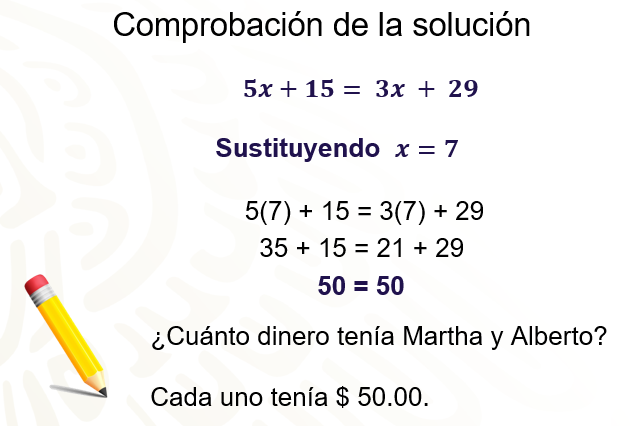 Comprobación de la solución
5x + 15 = 3x + 29
Sustituyendo x = 7
5(7) + 15 = 3(7) + 29
35 + 15 = 21 + 29
50 = 50
¿Cuánto dinero tenía Martha y Alberto?
Cada uno tenía $ 50.00.